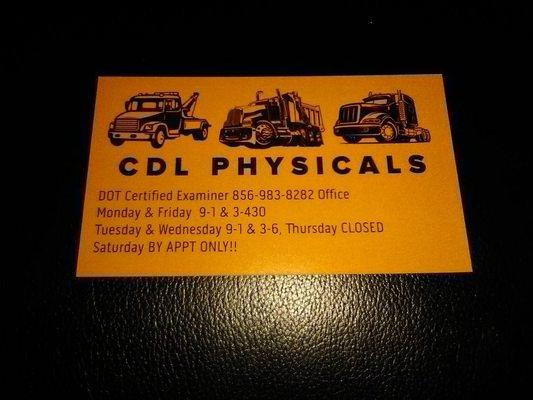 CDL PHYSICALS
DOT Certified Examiner 856-983-8282 Office
Monday & Friday 9-1 & 3-430
Tuesday & Wednesday 9-1 & 3-6, Thursday CLOSED
Saturday BY APPT ONLY!!